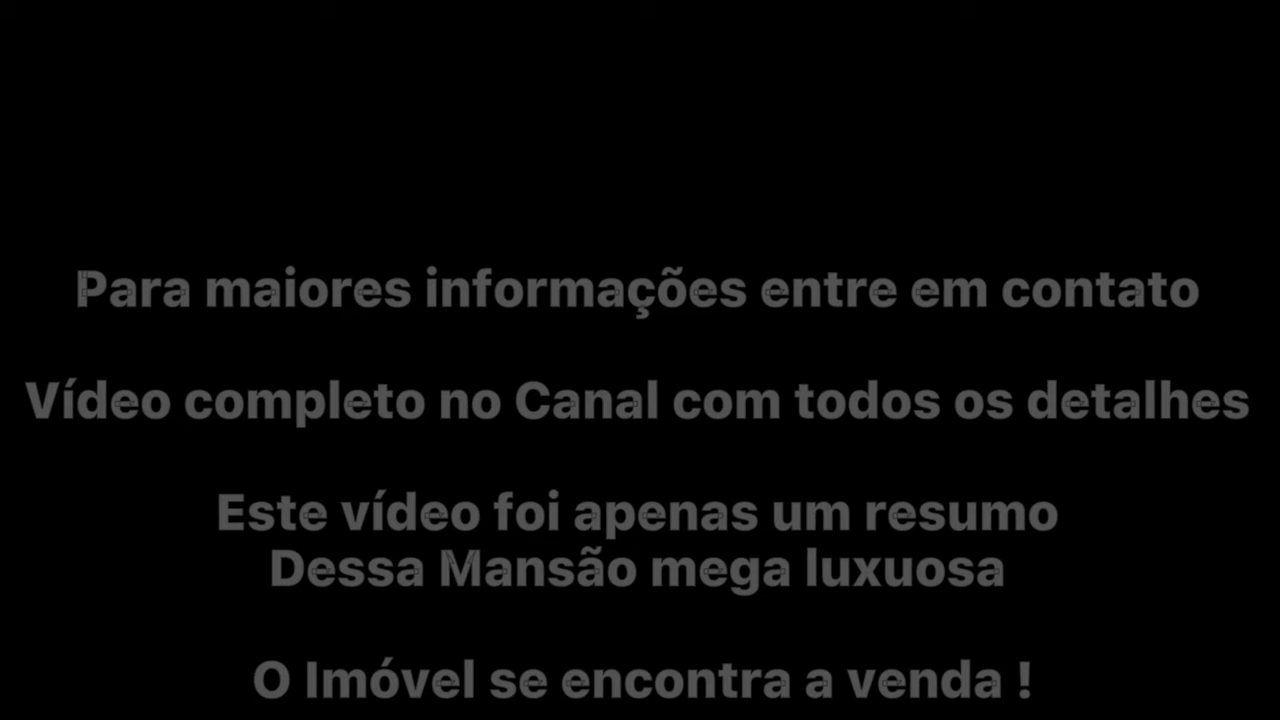 Para maiores informações entre em contato
Vídeo completo no Canal com todos os detalhes
Este vídeo foi apenas um resumo
Dessa Mansão mega luxuosa
O Imóvel se encontra a venda !